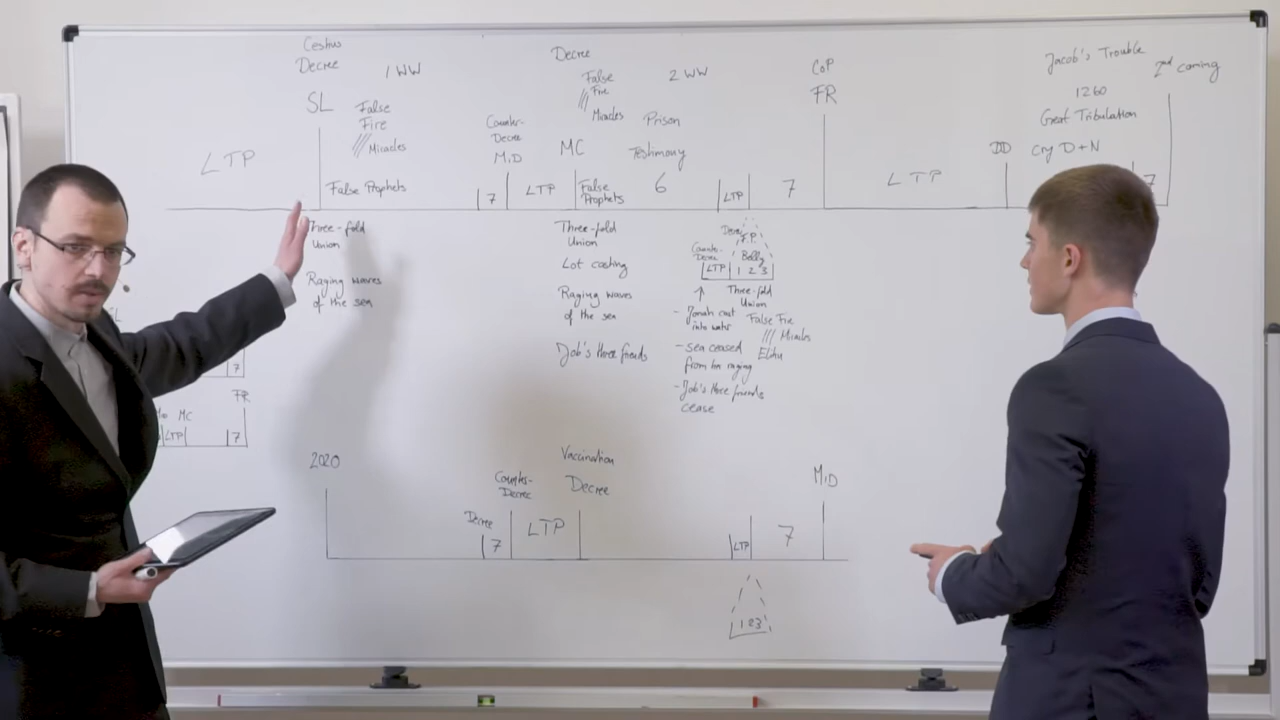 Cestius
Decree
1 WW
Decree
False
Fire
/// Miracles
2 WW
CoP
FR
Jacob's Trouble
2nd coming
1260
Great Tribulation
SL
False
Fire
/// Miracles
Counter-
Decree
MiD
MC
Prison
Testimony
DD
cry D+N
LTP
False Prophets
7
LTP
False
Prophets
6
LTP
7
LTP
7
Three-fold
Union
Raging waves
of the sea
Three-fold
Union
Lot casting
Raging waves
of the sea
Job's three friends
Decree
F.P.
Counter-
Decree
Belly
LTP
1 2 3
↑
Three-fold
Union
- Jonah cast
into water
False Fire
/// Miracles
Elihu
- sea ceased
from her raging
- Job's three friends
cease
SL
7
FR
MC
LTP
7
2020
Counter-
Decree
Vaccination
Decree
MiD
Decree
7
LTP
LTP
7
1 2 3